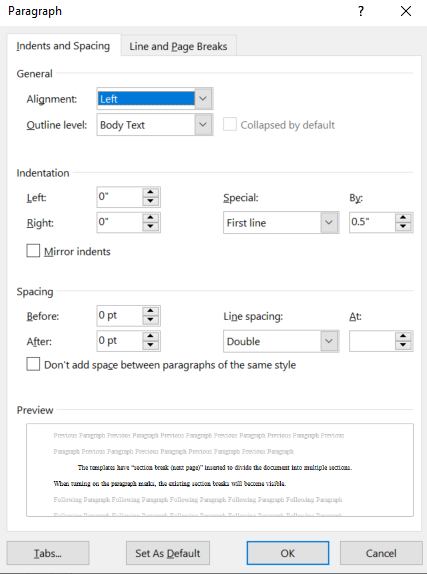 Paragraph ?
Indents and Spacing Line and Page Breaks
General
Alignment: Left
Outline level: Body Text Collapsed by default
Indentation
Left: 0" Special: By:
Right: 0" First line 0.5"
Mirror indents
Spacing
Before: 0 pt Line spacing: At:
After: 0 pt Double
Don't add space between paragraphs of the same style
Preview
Previous Paragraph Previous Paragraph Previous Paragraph Previous Paragraph Previous Paragraph Previous
Paragraph Previous Paragraph Previous Paragraph Previous Paragraph Previous Paragraph
The templates have “section break (next page)” inserted to divide the document into multiple sections.
When turning on the paragraph marks, the existing section breaks will become visible.
Following Paragraph Following Paragraph Following Paragraph Following Paragraph Following Paragraph
Following Paragraph Following Paragraph Following Paragraph Following Paragraph Following Paragraph
Tabs... Set As Default OK Cancel